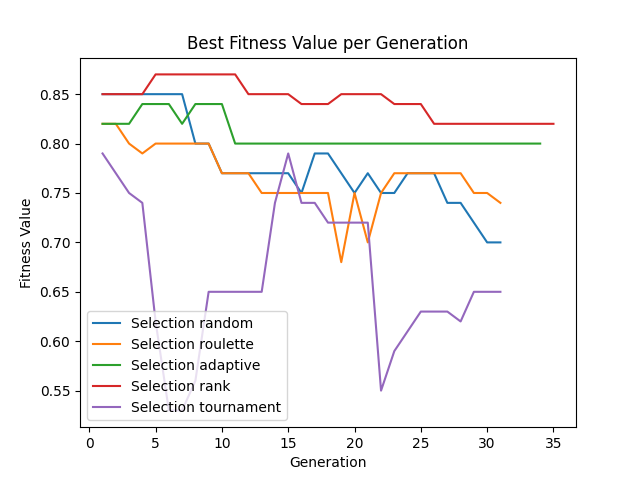 Best Fitness Value per Generation
Fitness Value
0.85
0.80
0.75
0.70
0.65
0.60
0.55
Selection random
Selection roulette
Selection adaptive
Selection rank
Selection tournament
0 5 10 15 20 25 30 35
Generation